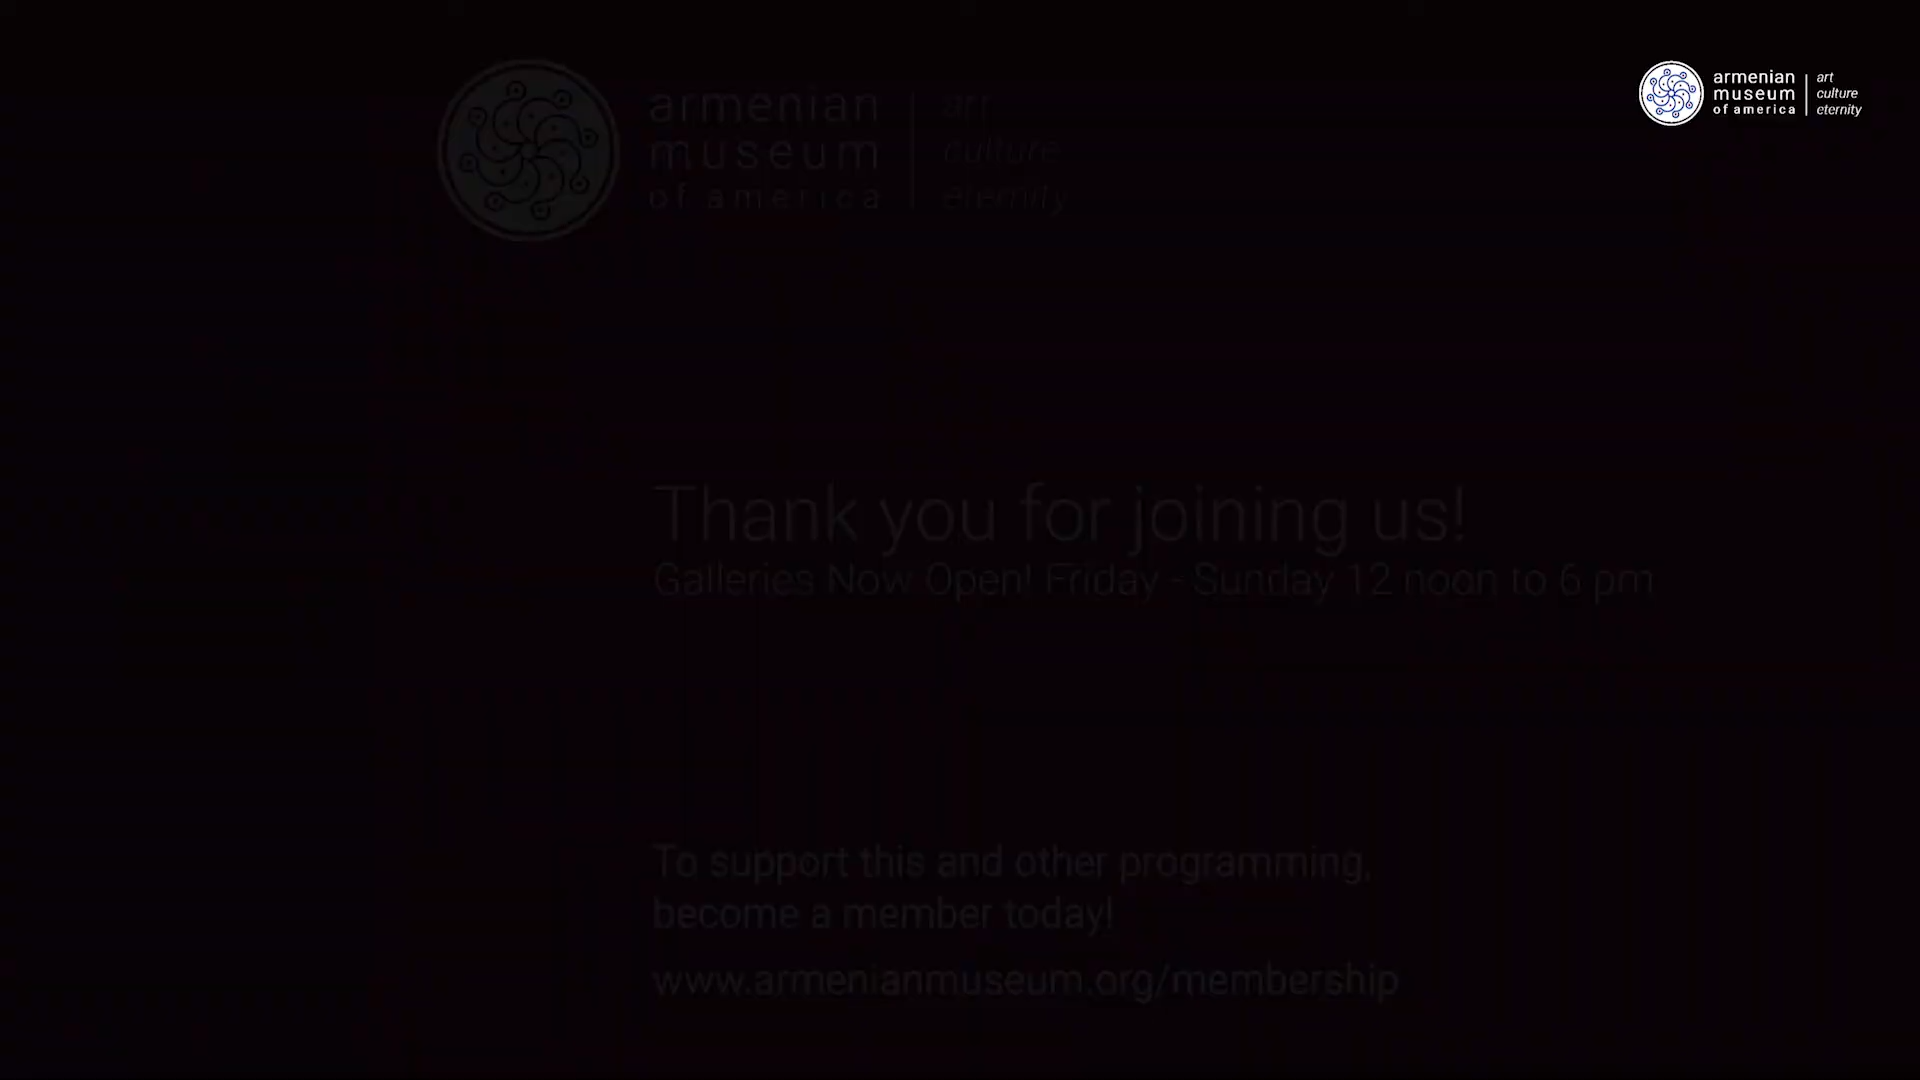 armenian
museum
of america
art
culture
eternity
armenian
museum
of america
art
culture
eternity
Thank you for joining us!
Galleries Now Open! Friday - Sunday 12 noon to 6 pm
To support this and other programming,
become a member today!
www.armenianmuseum.org/membership